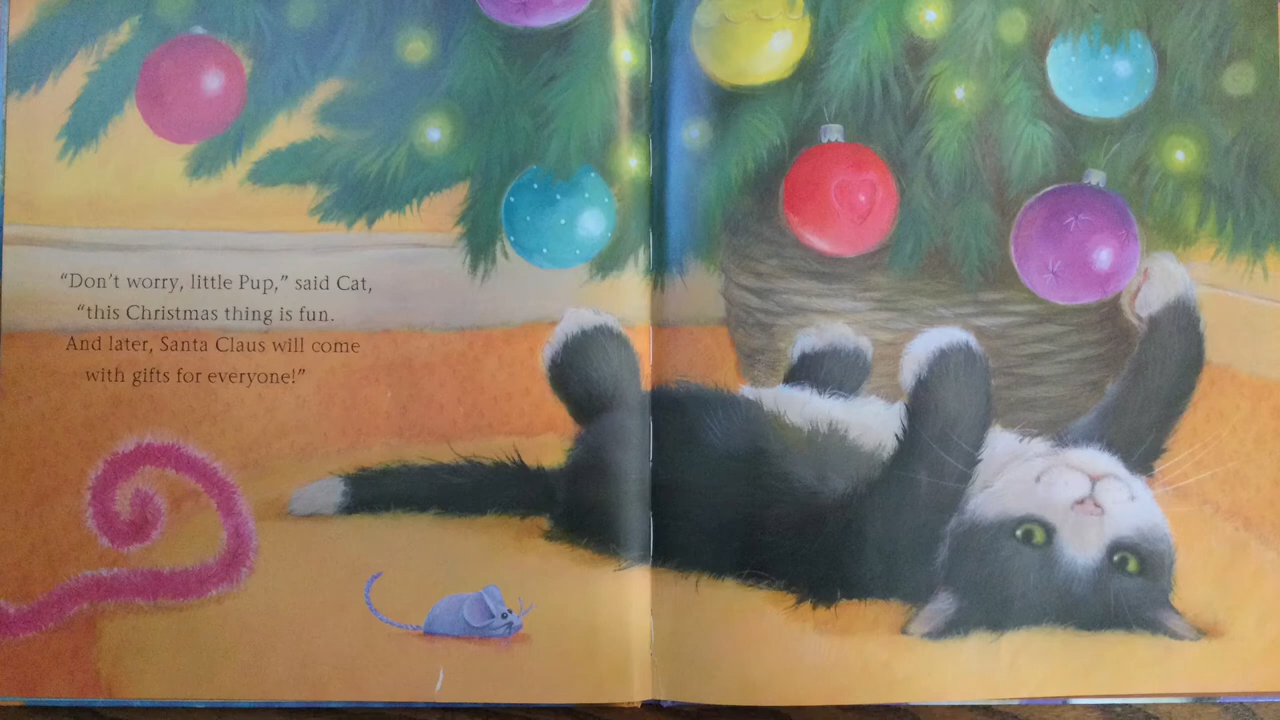 “Don’t worry, little Pup,” said Cat,
“this Christmas thing is fun.
And later, Santa Claus will come
with gifts for everyone!”